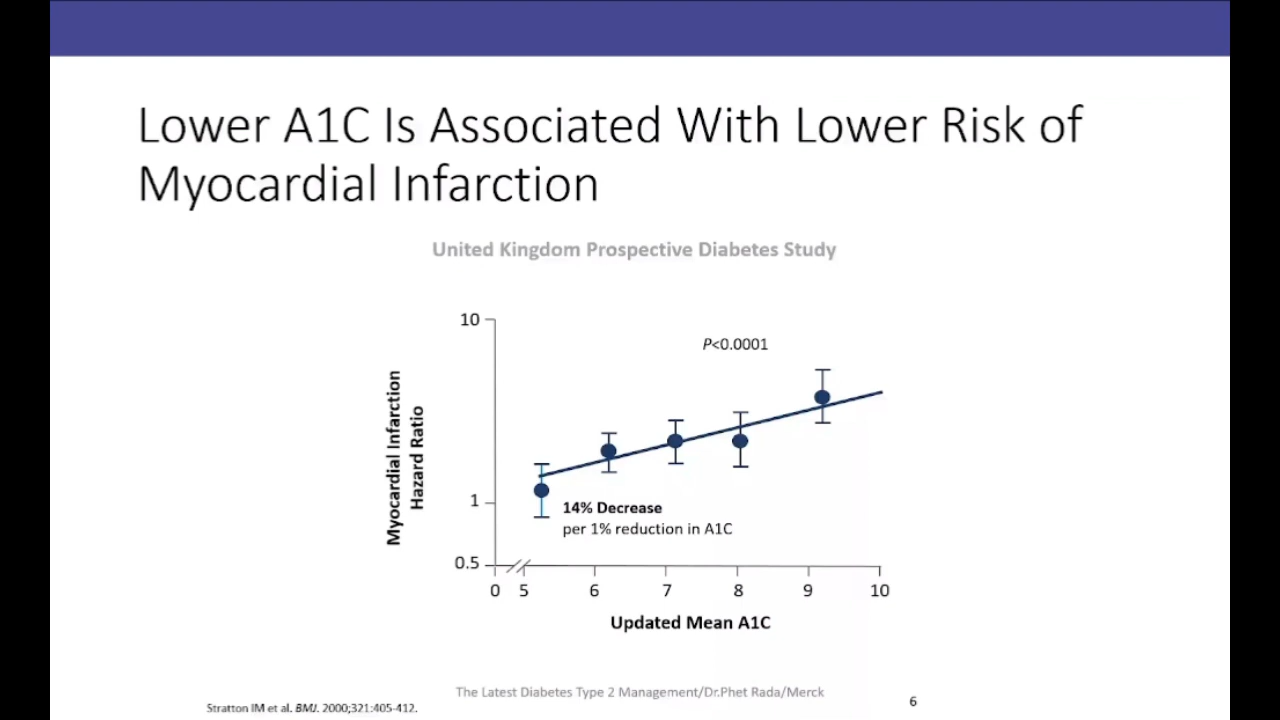 Lower A1C Is Associated With Lower Risk of
Myocardial Infarction
United Kingdom Prospective Diabetes Study
10
P<0.0001
Myocardial Infarction
Hazard Ratio
1
14% Decrease
per 1% reduction in A1C
0.5
0 5 6 7 8 9 10
Updated Mean A1C
The Latest Diabetes Type 2 Management/Dr.Phet Rada/Merck
Stratton IM et al. BMJ. 2000;321:405-412.
6